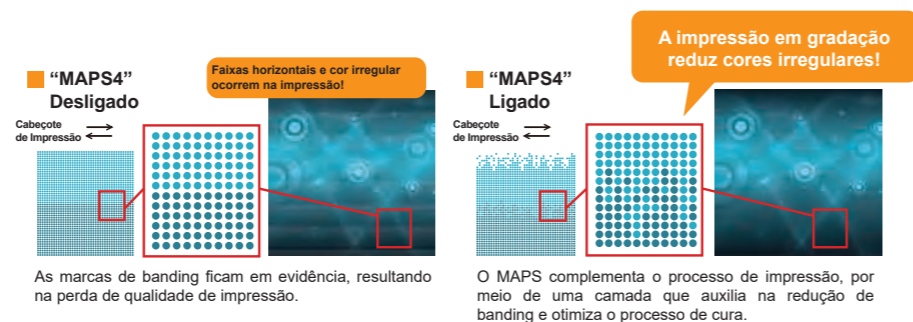 “MAPS4”
Desligado
Faixas horizontais e cor irregular
ocorrem na impressão!
Cabeçote
de Impressão
As marcas de banding ficam em evidência, resultando
na perda de qualidade de impressão.
A impressão em gradação
reduz cores irregulares!
“MAPS4”
Ligado
Cabeçote
de Impressão
O MAPS complementa o processo de impressão, por
meio de uma camada que auxilia na redução de
banding e otimiza o processo de cura.